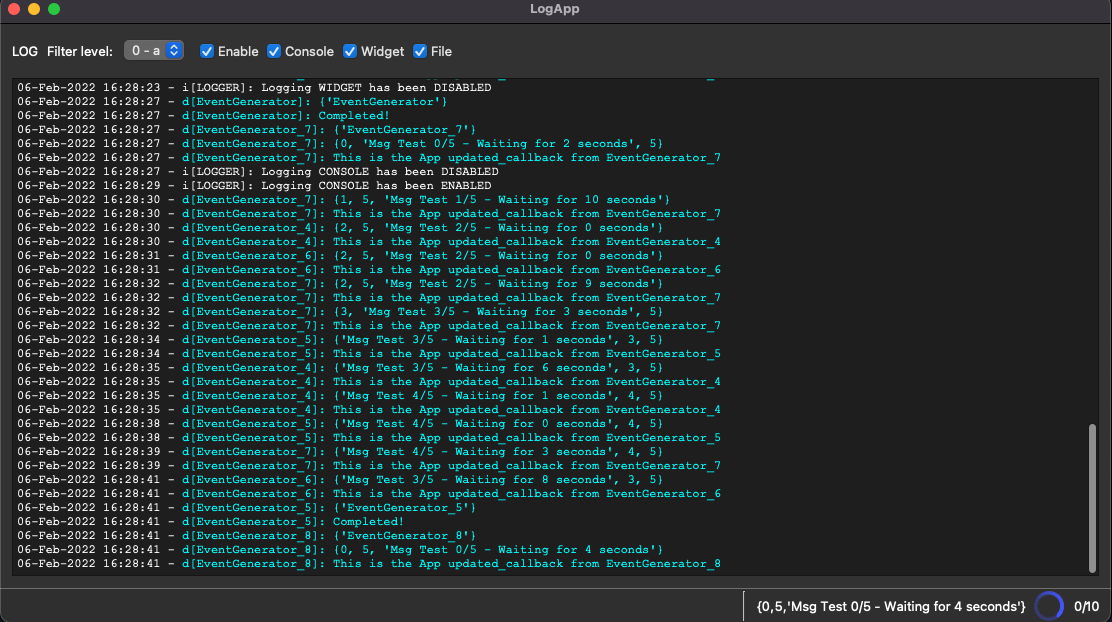 LogApp
LOG Filter level: 0 - a Enable Console Widget File
06-Feb-2022 16:28:23 - i[LOGGER]: Logging WIDGET has been DISABLED
06-Feb-2022 16:28:27 - d[EventGenerator]: {'EventGenerator'}
06-Feb-2022 16:28:27 - d[EventGenerator]: Completed!
06-Feb-2022 16:28:27 - d[EventGenerator_7]: {'EventGenerator_7'}
06-Feb-2022 16:28:27 - d[EventGenerator_7]: {0, 'Msg Test 0/5 - Waiting for 2 seconds', 5}
06-Feb-2022 16:28:27 - d[EventGenerator_7]: This is the App updated_callback from EventGenerator_7
06-Feb-2022 16:28:27 - i[LOGGER]: Logging CONSOLE has been DISABLED
06-Feb-2022 16:28:29 - i[LOGGER]: Logging CONSOLE has been ENABLED
06-Feb-2022 16:28:30 - d[EventGenerator_7]: {1, 5, 'Msg Test 1/5 - Waiting for 10 seconds'}
06-Feb-2022 16:28:30 - d[EventGenerator_7]: This is the App updated_callback from EventGenerator_7
06-Feb-2022 16:28:30 - d[EventGenerator_4]: {2, 5, 'Msg Test 2/5 - Waiting for 0 seconds'}
06-Feb-2022 16:28:30 - d[EventGenerator_4]: This is the App updated_callback from EventGenerator_4
06-Feb-2022 16:28:31 - d[EventGenerator_6]: {2, 5, 'Msg Test 2/5 - Waiting for 0 seconds'}
06-Feb-2022 16:28:31 - d[EventGenerator_6]: This is the App updated_callback from EventGenerator_6
06-Feb-2022 16:28:32 - d[EventGenerator_7]: {2, 5, 'Msg Test 2/5 - Waiting for 9 seconds'}
06-Feb-2022 16:28:32 - d[EventGenerator_7]: This is the App updated_callback from EventGenerator_7
06-Feb-2022 16:28:32 - d[EventGenerator_7]: {3, 'Msg Test 3/5 - Waiting for 3 seconds', 5}
06-Feb-2022 16:28:32 - d[EventGenerator_7]: This is the App updated_callback from EventGenerator_7
06-Feb-2022 16:28:34 - d[EventGenerator_5]: {'Msg Test 3/5 - Waiting for 1 seconds', 3, 5}
06-Feb-2022 16:28:34 - d[EventGenerator_5]: This is the App updated_callback from EventGenerator_5
06-Feb-2022 16:28:35 - d[EventGenerator_4]: {'Msg Test 3/5 - Waiting for 6 seconds', 3, 5}
06-Feb-2022 16:28:35 - d[EventGenerator_4]: This is the App updated_callback from EventGenerator_4
06-Feb-2022 16:28:35 - d[EventGenerator_4]: {'Msg Test 4/5 - Waiting for 1 seconds', 4, 5}
06-Feb-2022 16:28:35 - d[EventGenerator_4]: This is the App updated_callback from EventGenerator_4
06-Feb-2022 16:28:38 - d[EventGenerator_5]: {'Msg Test 4/5 - Waiting for 0 seconds', 4, 5}
06-Feb-2022 16:28:38 - d[EventGenerator_5]: This is the App updated_callback from EventGenerator_5
06-Feb-2022 16:28:39 - d[EventGenerator_7]: {'Msg Test 4/5 - Waiting for 3 seconds', 4, 5}
06-Feb-2022 16:28:39 - d[EventGenerator_7]: This is the App updated_callback from EventGenerator_7
06-Feb-2022 16:28:41 - d[EventGenerator_6]: {'Msg Test 3/5 - Waiting for 8 seconds', 3, 5}
06-Feb-2022 16:28:41 - d[EventGenerator_6]: This is the App updated_callback from EventGenerator_6
06-Feb-2022 16:28:41 - d[EventGenerator_5]: {'EventGenerator_5'}
06-Feb-2022 16:28:41 - d[EventGenerator_5]: Completed!
06-Feb-2022 16:28:41 - d[EventGenerator_8]: {'EventGenerator_8'}
06-Feb-2022 16:28:41 - d[EventGenerator_8]: {0, 5, 'Msg Test 0/5 - Waiting for 4 seconds'}
06-Feb-2022 16:28:41 - d[EventGenerator_8]: This is the App updated_callback from EventGenerator_8
{0,5,'Msg Test 0/5 - Waiting for 4 seconds'} 0/10